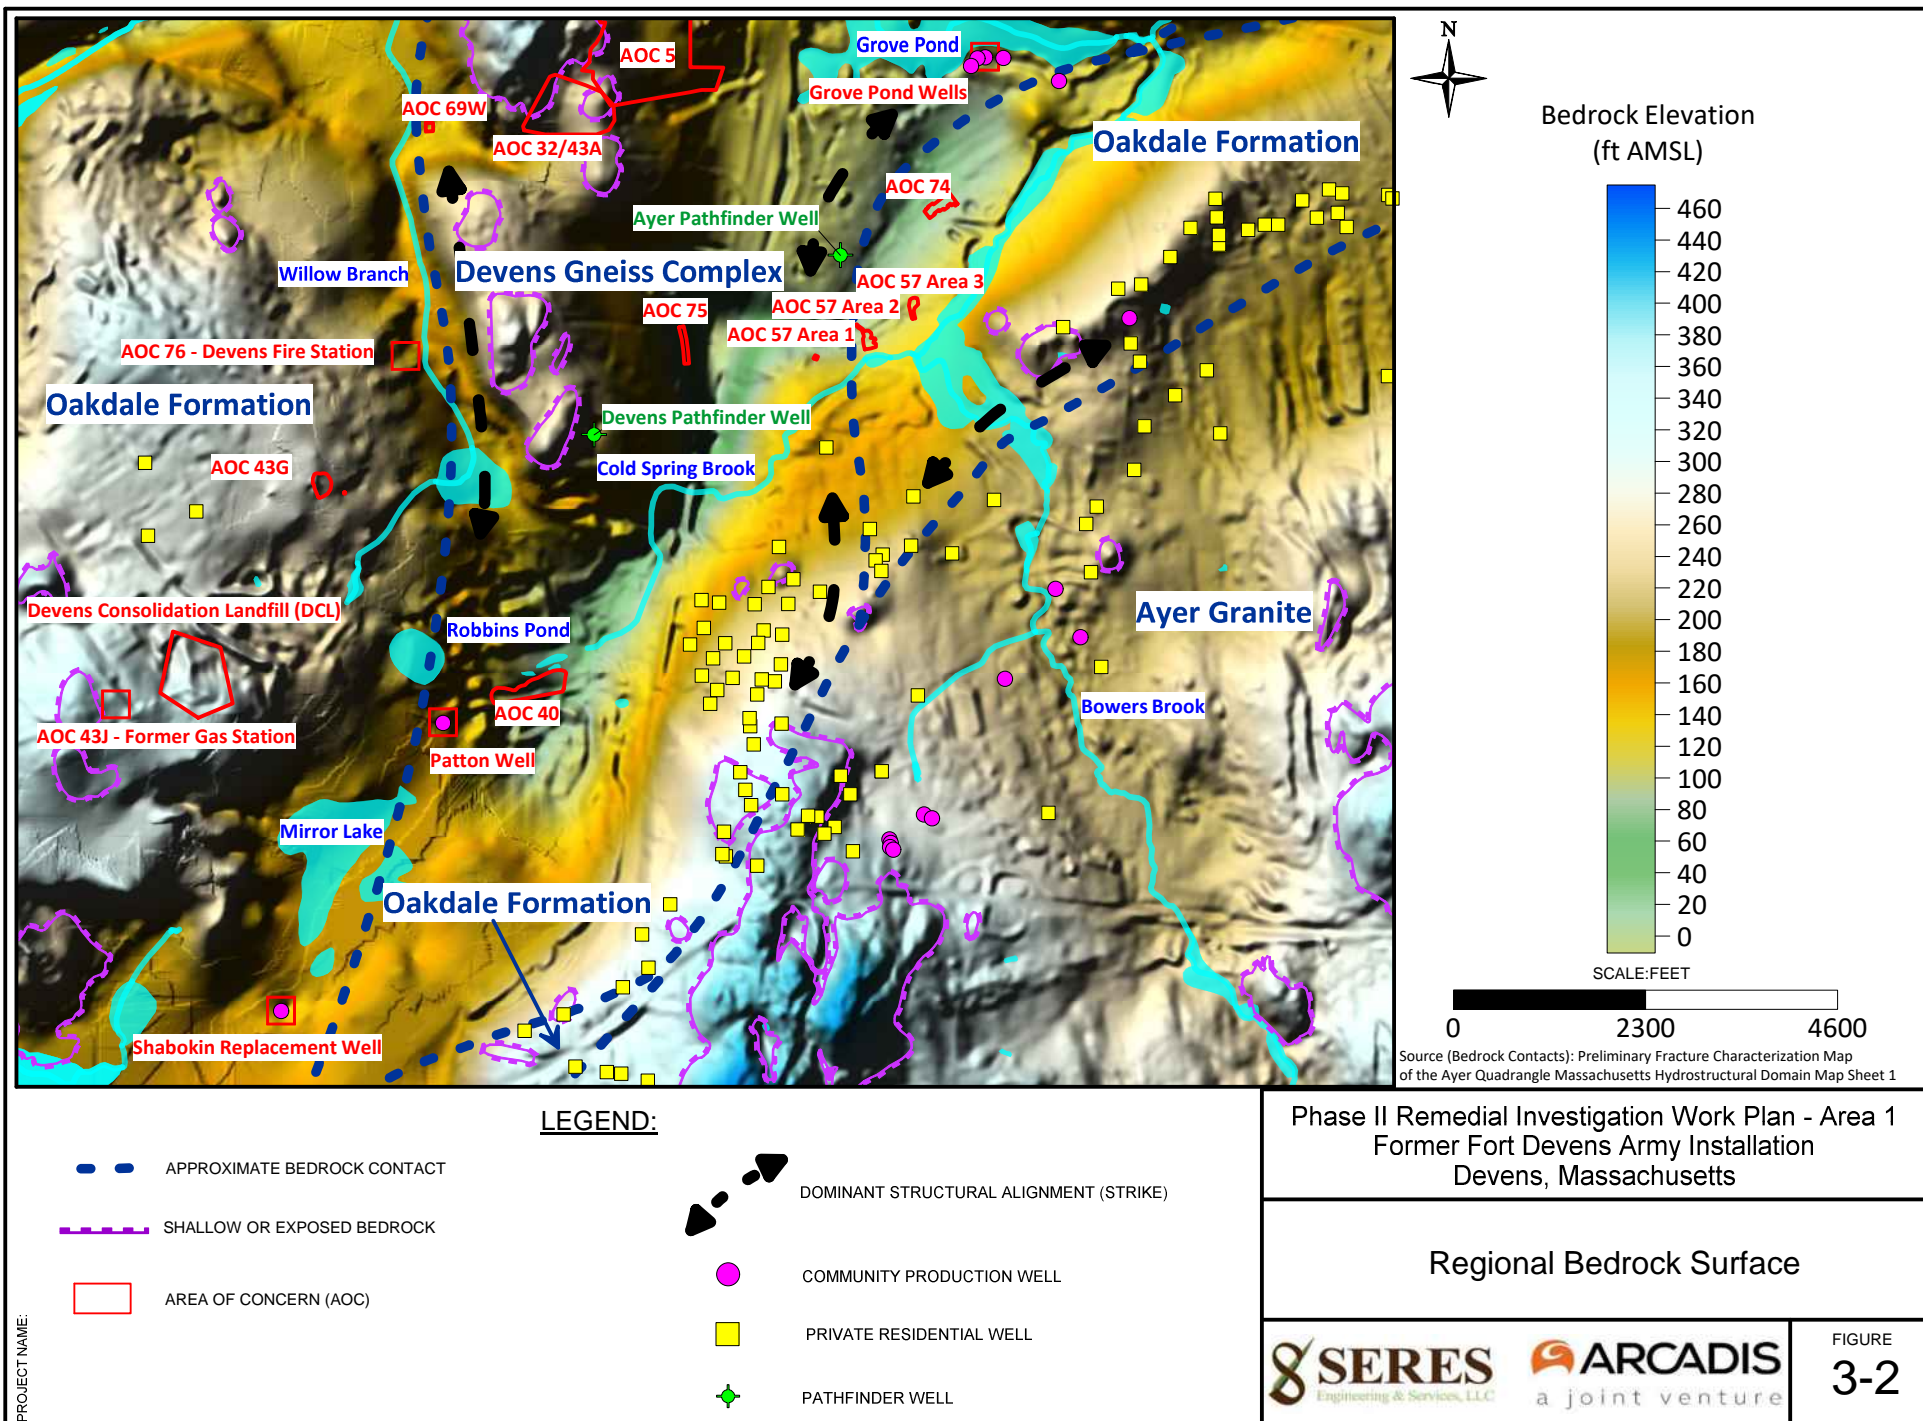 Grove Pond
AOC 5
Grove Pond Wells
AOC 69W
AOC 32/43A
Oakdale Formation
AOC 74
Ayer Pathfinder Well
Willow Branch
Devens Gneiss Complex
AOC 57 Area 3
AOC 57 Area 2
AOC 75
AOC 57 Area 1
AOC 76 - Devens Fire Station
Oakdale Formation
Devens Pathfinder Well
AOC 43G
Cold Spring Brook
Devens Consolidation Landfill (DCL)
Robbins Pond
Ayer Granite
AOC 40
Bowers Brook
AOC 43J - Former Gas Station
Patton Well
Mirror Lake
Oakdale Formation
Shabokin Replacement Well
N
Bedrock Elevation
(ft AMSL)
460
440
420
400
380
360
340
320
300
280
260
240
220
200
180
160
140
120
100
80
60
40
20
0
SCALE:FEET
0 2300 4600
Source (Bedrock Contacts): Preliminary Fracture Characterization Map
of the Ayer Quadrangle Massachusetts Hydrostructural Domain Map Sheet 1
LEGEND:
APPROXIMATE BEDROCK CONTACT
SHALLOW OR EXPOSED BEDROCK
AREA OF CONCERN (AOC)
DOMINANT STRUCTURAL ALIGNMENT (STRIKE)
COMMUNITY PRODUCTION WELL
PRIVATE RESIDENTIAL WELL
PATHFINDER WELL
PROJECT NAME:
Phase II Remedial Investigation Work Plan - Area 1
Former Fort Devens Army Installation
Devens, Massachusetts
Regional Bedrock Surface
SERES
Engineering & Services, LLC
ARCADIS
a joint venture
FIGURE
3-2